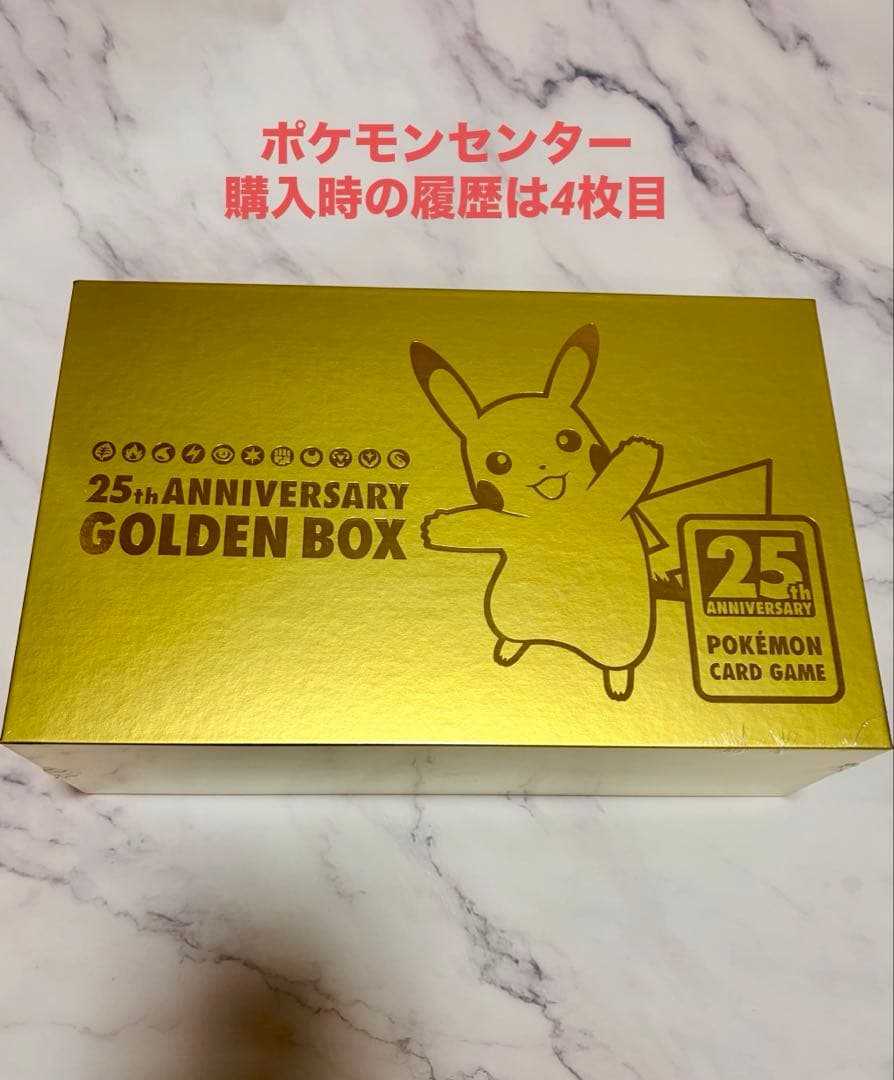 ポケモンセンター
購入時の履歴は4枚目
25th ANNIVERSARY
GOLDEN BOX
25th
ANNIVERSARY
POKÉMON
CARD GAME